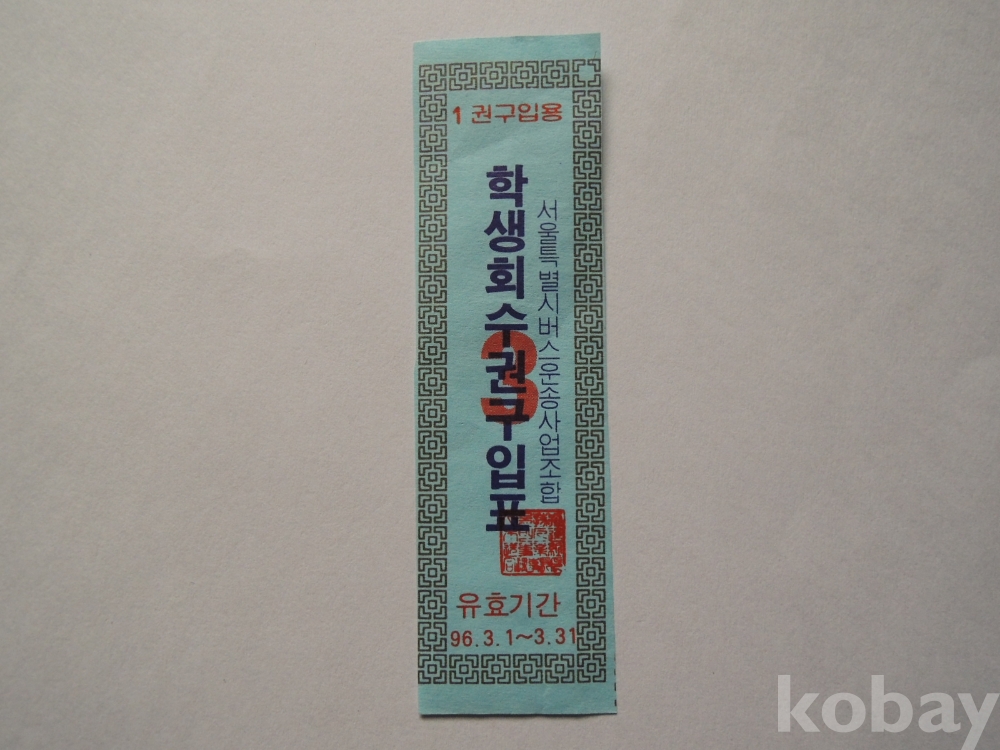 1 권구입용
학생회수권구입표
서울특별시버스운송사업조합
3
유효기간
96.3.1~3.31
kobay